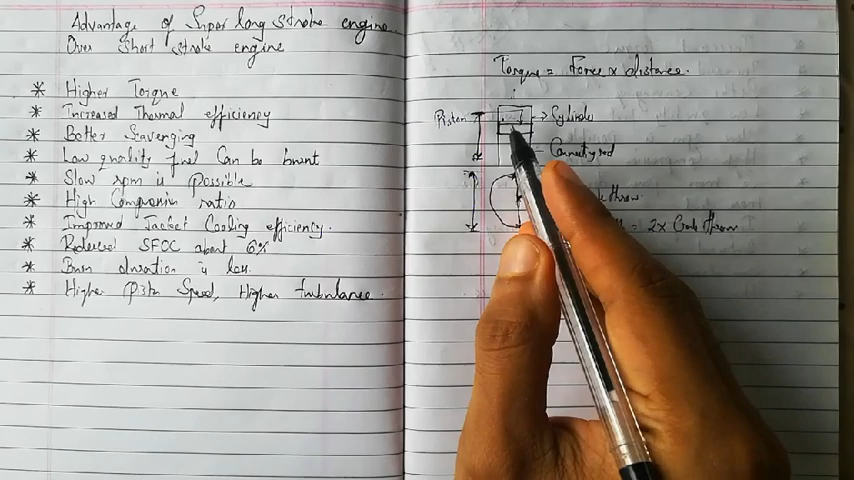 Advantage of Super long stroke engine
Over Short stroke engine
* Higher Torque
* Increased Thermal efficiency
* Better Scavenging
* Low quality fuel Can be burnt
* Slow rpm is possible
* High Compression ratio
* Improved Jacket Cooling efficiency.
* Reduced SFOC about 6%
* Burn duration is less.
* Higher piston Speed, Higher turbulance.
Torque = Force x distance.
Piston
Cylinder
Connecting rod
throw
= 2x Crank throw